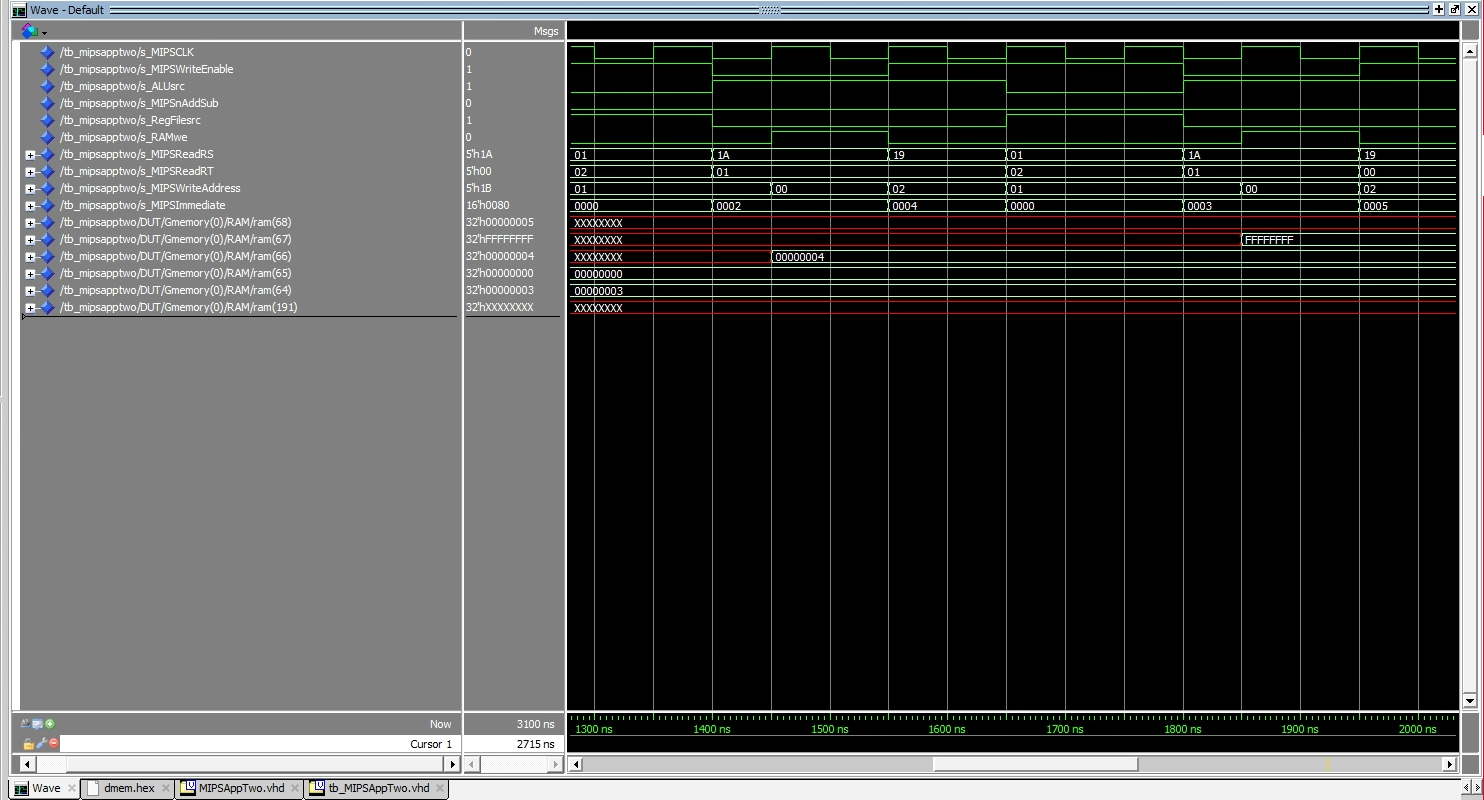 Wave - Default
Msgs
/tb_mipsapptwo/s_MIPSCLK 0
/tb_mipsapptwo/s_MIPSWriteEnable 1
/tb_mipsapptwo/s_ALUsrc 1
/tb_mipsapptwo/s_MIPSnAddSub 0
/tb_mipsapptwo/s_RegFilesrc 1
/tb_mipsapptwo/s_RAMwe 0
/tb_mipsapptwo/s_MIPSReadRS 5'h1A 01 1A 19 01 1A 19
/tb_mipsapptwo/s_MIPSReadRT 5'h00 02 01 02 01 00
/tb_mipsapptwo/s_MIPSWriteAddress 5'h1B 01 00 02 01 00 02
/tb_mipsapptwo/s_MIPSImmediate 16'h0080 0000 0002 0004 0000 0003 0005
/tb_mipsapptwo/DUT/Gmemory(0)/RAM/ram(68) 32'h00000005 XXXXXXXX
/tb_mipsapptwo/DUT/Gmemory(0)/RAM/ram(67) 32'hFFFFFFFF XXXXXXXX FFFFFFFF
/tb_mipsapptwo/DUT/Gmemory(0)/RAM/ram(66) 32'h00000004 XXXXXXXX 00000004
/tb_mipsapptwo/DUT/Gmemory(0)/RAM/ram(65) 32'h00000000 00000000
/tb_mipsapptwo/DUT/Gmemory(0)/RAM/ram(64) 32'h00000003 00000003
/tb_mipsapptwo/DUT/Gmemory(0)/RAM/ram(191) 32'hXXXXXXXX XXXXXXXX
Now 3100 ns
1300 ns 1400 ns 1500 ns 1600 ns 1700 ns 1800 ns 1900 ns 2000 ns
Cursor 1 2715 ns
Wave dmem.hex MIPSAppTwo.vhd tb_MIPSAppTwo.vhd